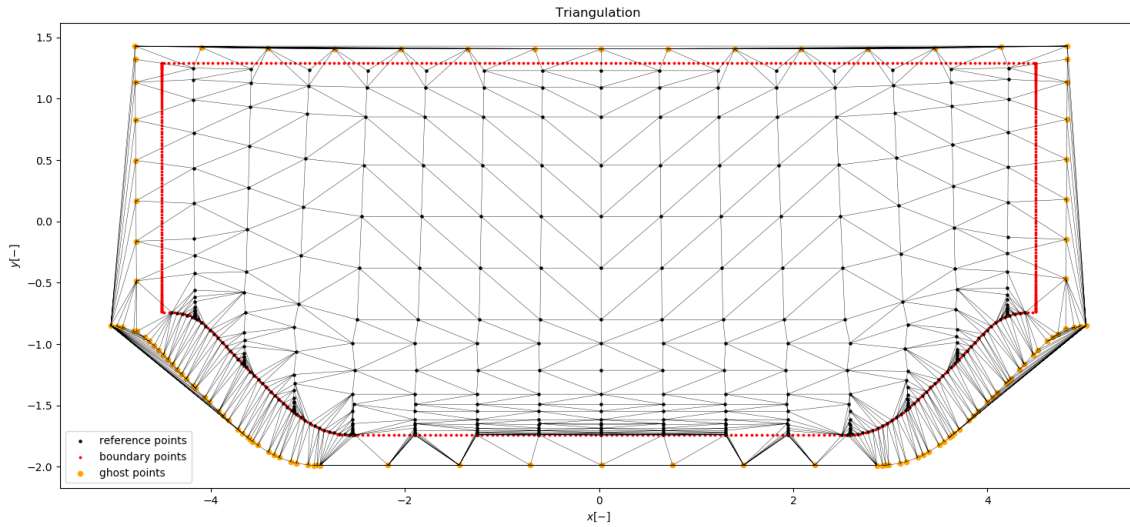 Triangulation
1.5
1.0
0.5
0.0
−0.5
−1.0
−1.5
−2.0
y[−]
reference points
boundary points
ghost points
−4
−2
0
2
4
x[−]